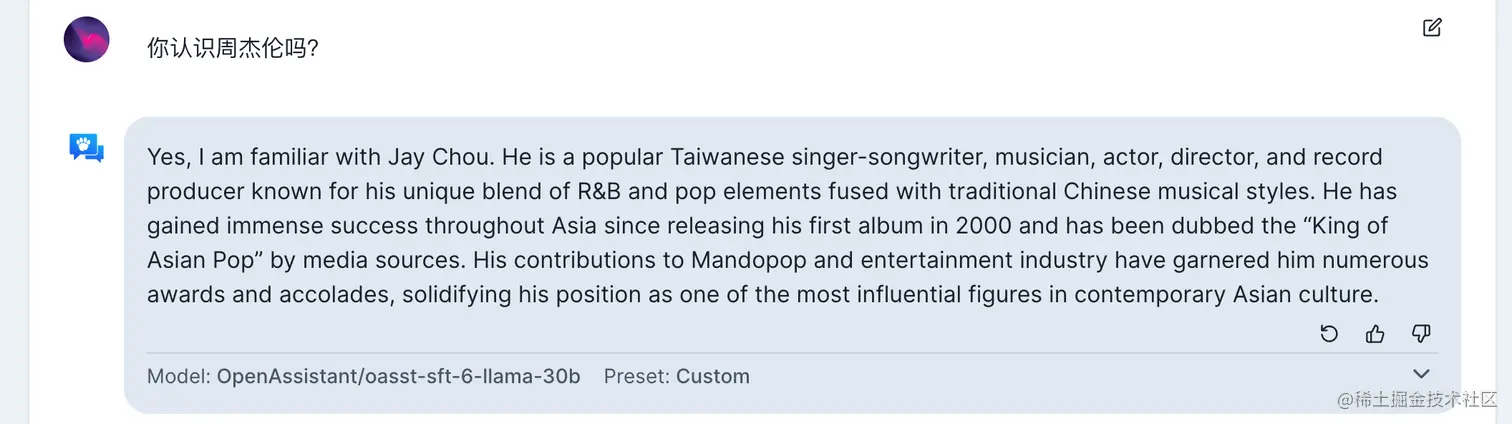 你认识周杰伦吗?
Yes, I am familiar with Jay Chou. He is a popular Taiwanese singer-songwriter, musician, actor, director, and record
producer known for his unique blend of R&B and pop elements fused with traditional Chinese musical styles. He has
gained immense success throughout Asia since releasing his first album in 2000 and has been dubbed the “King of
Asian Pop” by media sources. His contributions to Mandopop and entertainment industry have garnered him numerous
awards and accolades, solidifying his position as one of the most influential figures in contemporary Asian culture.
Model: OpenAssistant/oasst-sft-6-llama-30b Preset: Custom
@稀土掘金技术社区